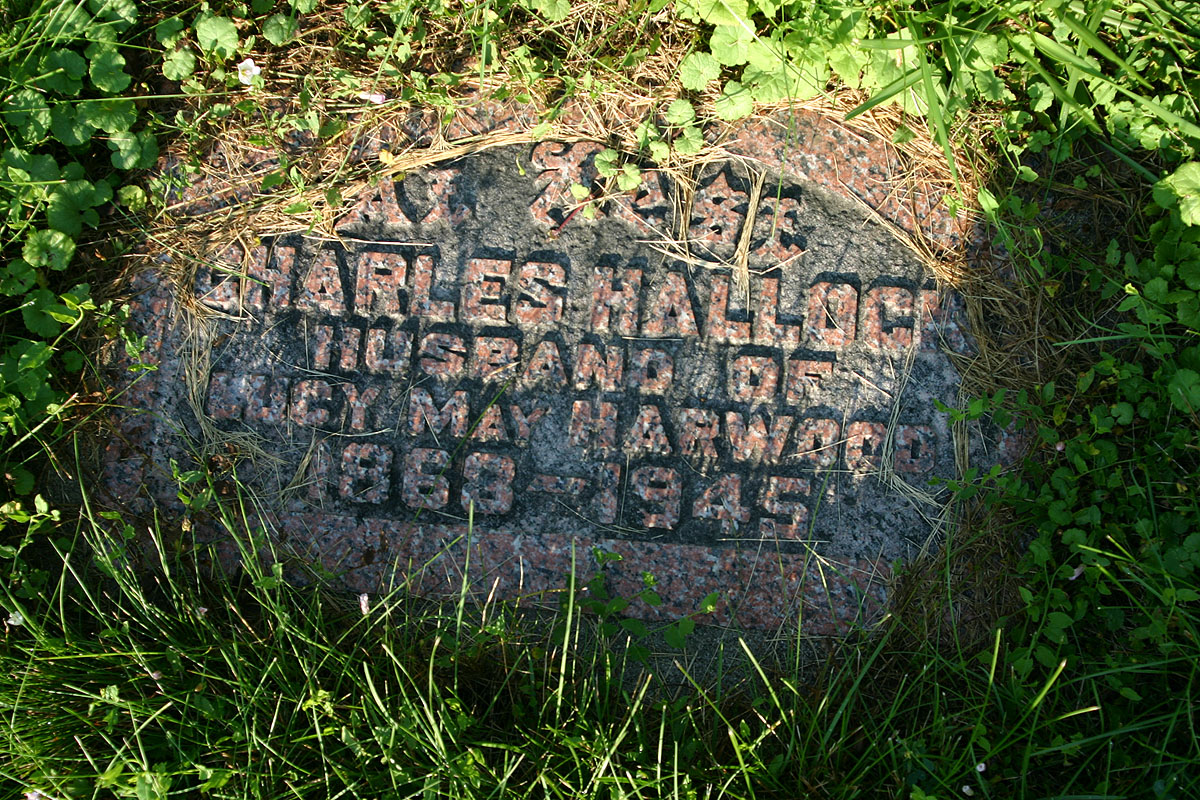 CHARLES HALLOCK
HUSBAND OF
LUCY MAY HARWOOD
1868-1945